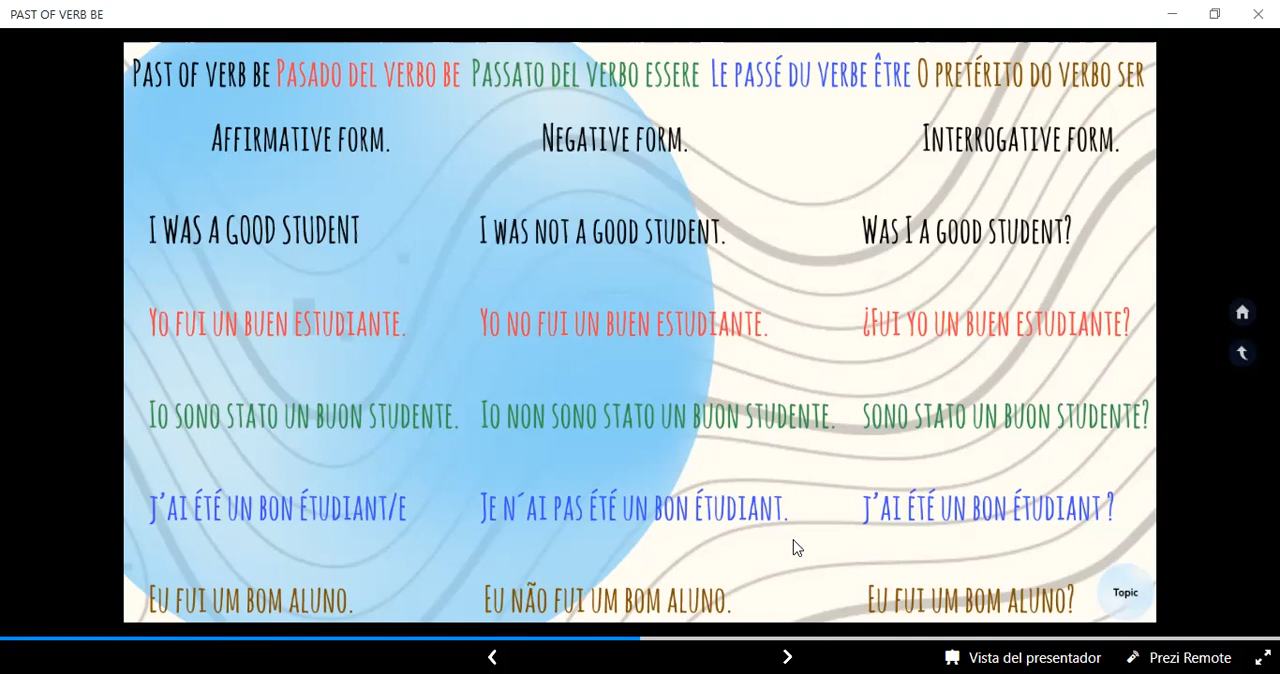 PAST OF VERB BE
PAST OF VERB BE PASADO DEL VERBO BE PASSATO DEL VERBO ESSERE LE PASSÉ DU VERBE ÊTRE O PRETÉRITO DO VERBO SER
AFFIRMATIVE FORM. NEGATIVE FORM. INTERROGATIVE FORM.
I WAS A GOOD STUDENT I WAS NOT A GOOD STUDENT. WAS I A GOOD STUDENT?
YO FUI UN BUEN ESTUDIANTE. YO NO FUI UN BUEN ESTUDIANTE. ¿FUI YO UN BUEN ESTUDIANTE?
IO SONO STATO UN BUON STUDENTE. IO NON SONO STATO UN BUON STUDENTE. SONO STATO UN BUON STUDENTE?
J’AI ÉTÉ UN BON ÉTUDIANT/E JE N´AI PAS ÉTÉ UN BON ÉTUDIANT. J’AI ÉTÉ UN BON ÉTUDIANT ?
EU FUI UM BOM ALUNO. EU NÃO FUI UM BOM ALUNO. EU FUI UM BOM ALUNO?
Topic
Vista del presentador Prezi Remote